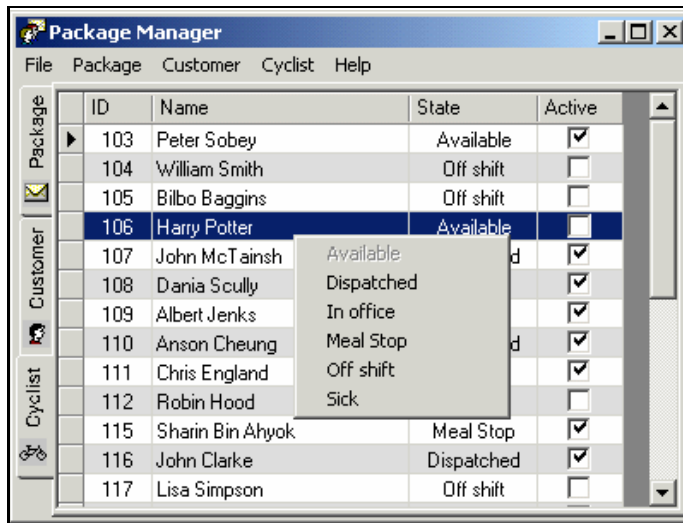 Package Manager
File Package Customer Cyclist Help
Package
Customer
Cyclist
ID Name State Active
103 Peter Sobey Available
104 William Smith Off shift
105 Bilbo Baggins Off shift
106 Harry Potter Available
107 John McTainsh d
108 Dania Scully
109 Albert Jenks
110 Anson Cheung d
111 Chris England
112 Robin Hood
115 Sharin Bin Ahyok Meal Stop
116 John Clarke Dispatched
117 Lisa Simpson Off shift
Available
Dispatched
In office
Meal Stop
Off shift
Sick